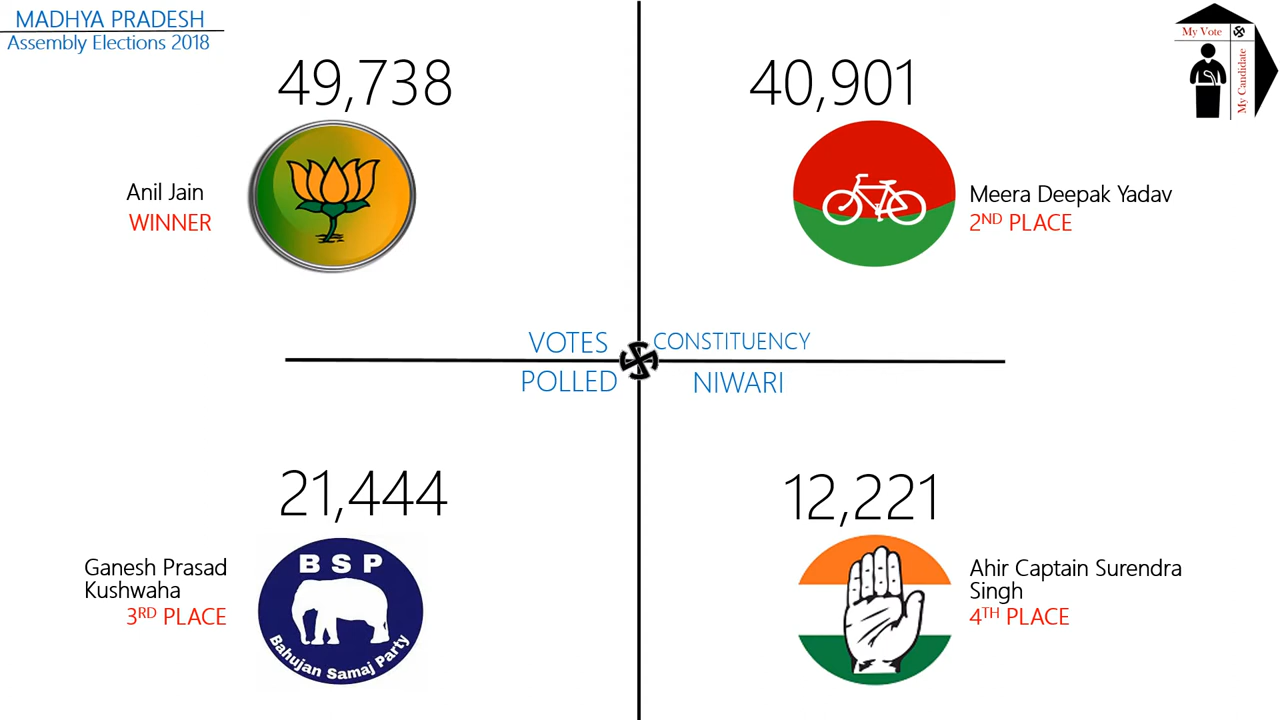 MADHYA PRADESH
Assembly Elections 2018
My Vote
My Candidate
49,738
Anil Jain
WINNER
40,901
Meera Deepak Yadav
2ND PLACE
VOTES
POLLED
CONSTITUENCY
NIWARI
21,444
Ganesh Prasad
Kushwaha
3RD PLACE
BSP
Bahujan Samaj Party
12,221
Ahir Captain Surendra
Singh
4TH PLACE